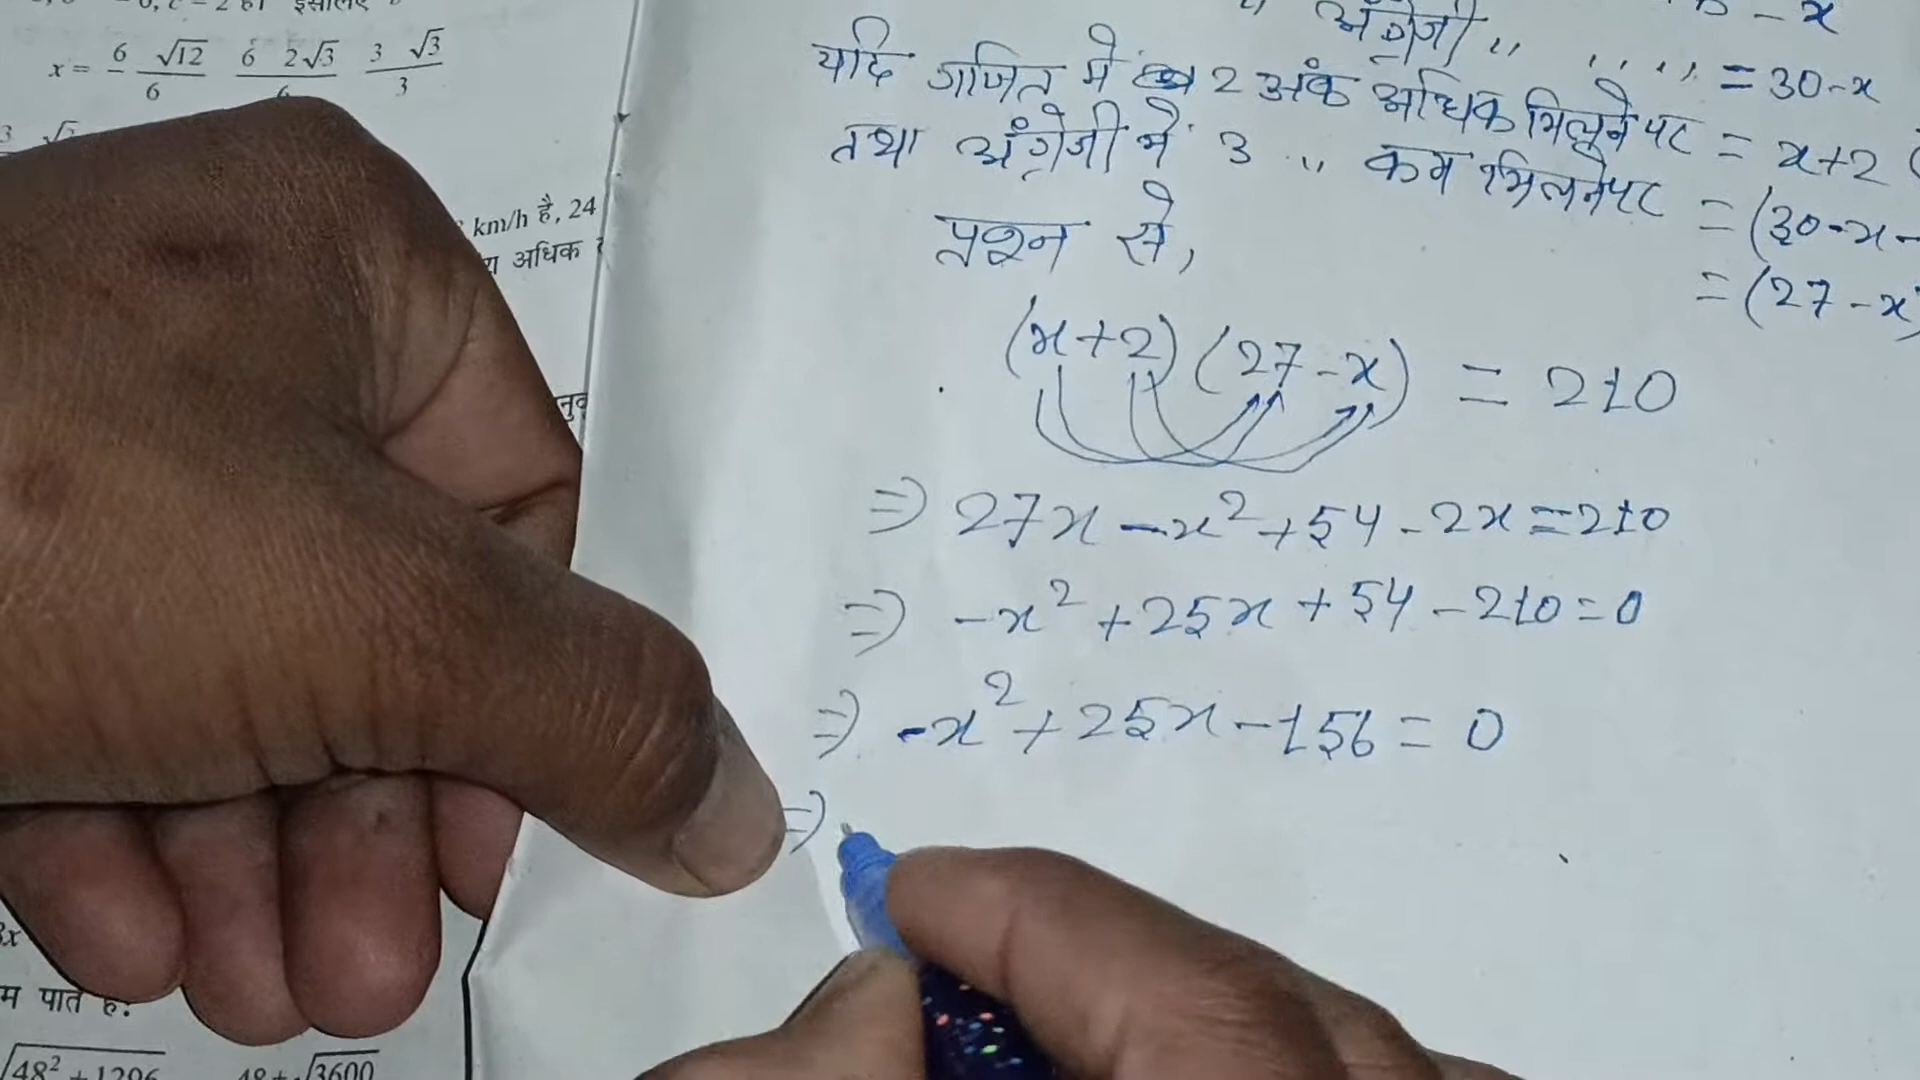 x = 6 √12 / 6 6 2√3 / 6 3 √3 / 3
km/h है, 24
अधिक
म पाते है:
√48² + 1296 48 + √3600
- x
अंग्रेजी ,, ,, ,, = 30-x
यदि गणित में 2 अंक अधिक मिलने पर = x+2
तथा अंग्रेजी में 3 ,, कम मिलने पर = (30-x-
= (27-x)
प्रश्न से,
(x+2) (27-x) = 210
⇒ 27x - x² + 54 - 2x = 210
⇒ -x² + 25x + 54 - 210 = 0
⇒ -x² + 25x - 156 = 0
⇒